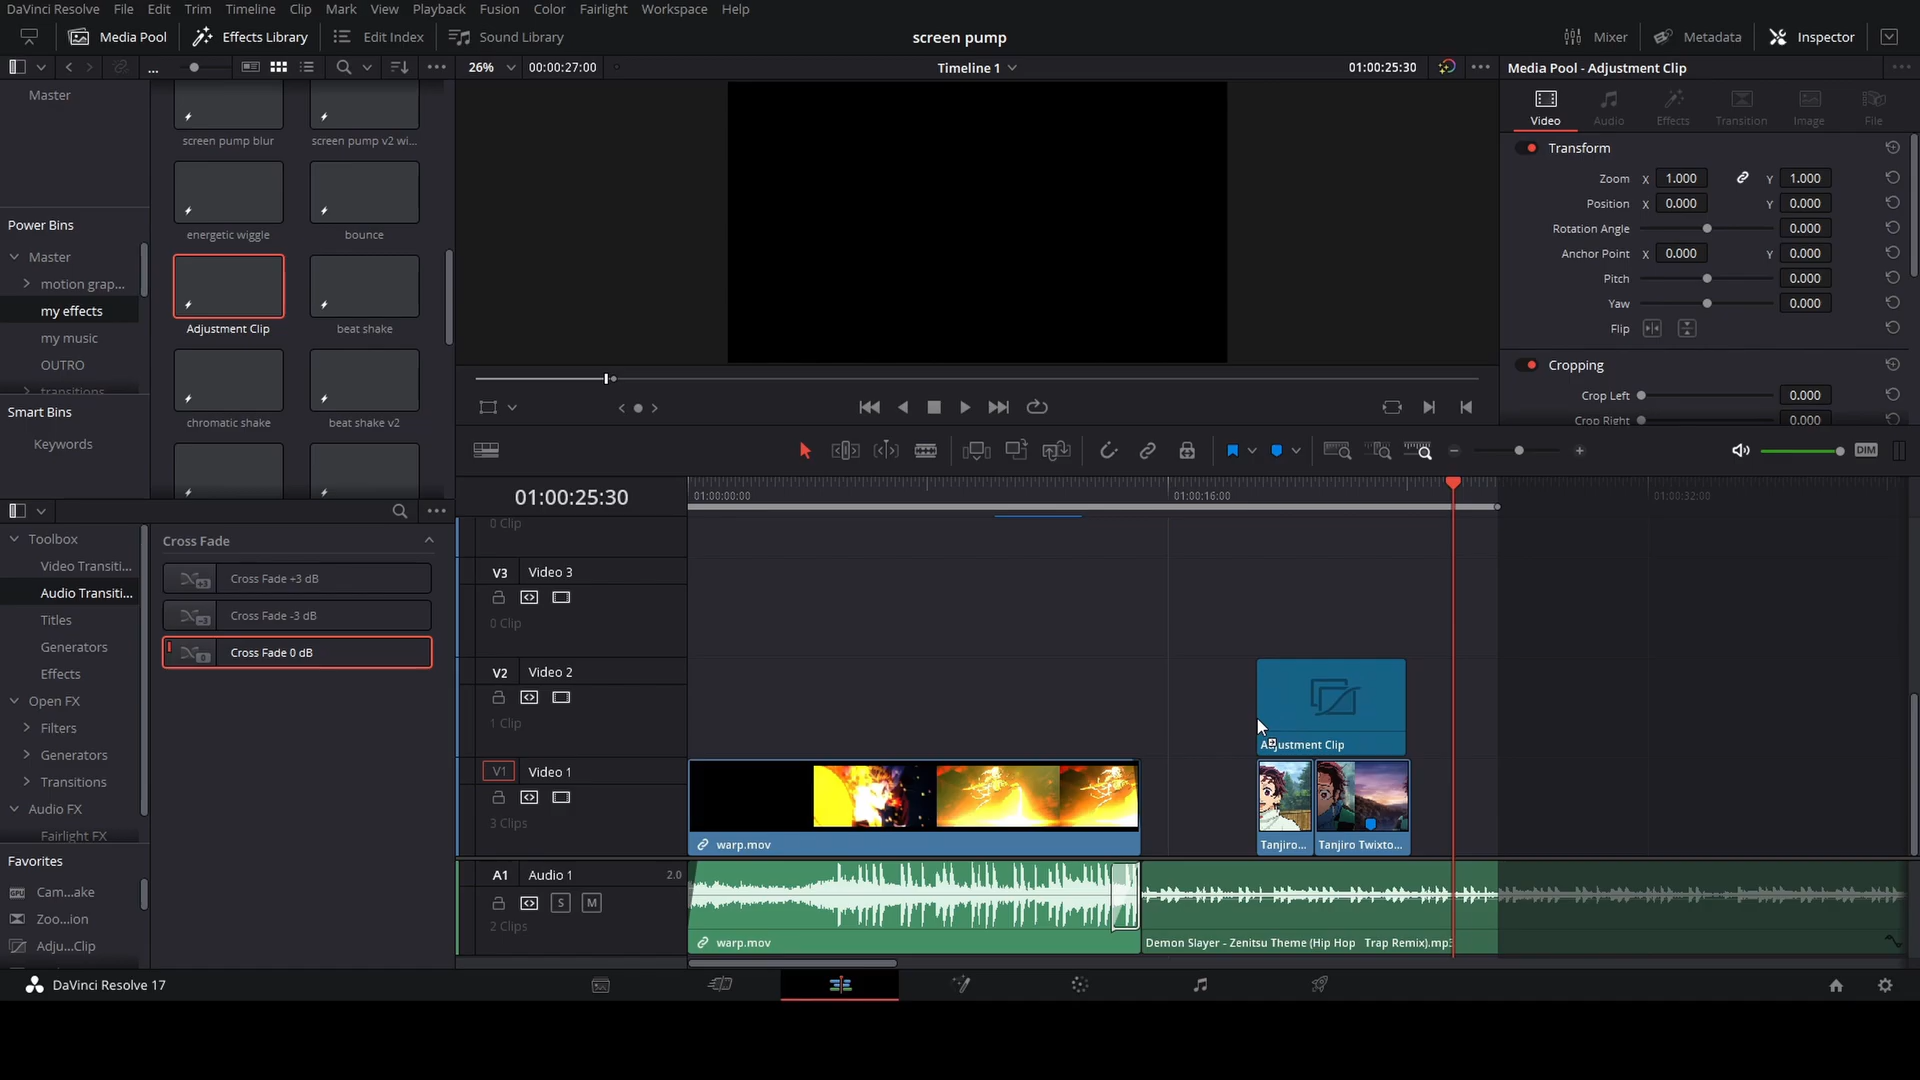 DaVinci Resolve File Edit Trim Timeline Clip Mark View Playback Fusion Color Fairlight Workspace Help
Media Pool Effects Library Edit Index Sound Library screen pump Mixer Metadata Inspector
... 26% 00:00:27:00 Timeline 1 01:00:25:30 Media Pool - Adjustment Clip
Master
screen pump blur screen pump v2 wi...
energetic wiggle bounce
Adjustment Clip beat shake
chromatic shake beat shake v2
Power Bins
Master
motion grap...
my effects
my music
OUTRO
transitions
Smart Bins
Keywords
Video Audio Effects Transition Image File
Transform
Zoom X 1.000 Y 1.000
Position X 0.000 Y 0.000
Rotation Angle 0.000
Anchor Point X 0.000 Y 0.000
Pitch 0.000
Yaw 0.000
Flip
Cropping
Crop Left 0.000
Crop Right 0.000
DIM
Toolbox
Video Transiti...
Audio Transiti...
Titles
Generators
Effects
Open FX
Filters
Generators
Transitions
Audio FX
Fairlight FX
Favorites
Cam...ake
Zoo...ion
Adju...Clip
Cross Fade
+3 Cross Fade +3 dB
-3 Cross Fade -3 dB
0 Cross Fade 0 dB
01:00:25:30 01:00:00:00 01:00:16:00 01:00:32:00
0 Clip
V3 Video 3
0 Clip
V2 Video 2
1 Clip
Adjustment Clip
V1 Video 1
3 Clips
warp.mov Tanjiro... Tanjiro Twixto...
A1 Audio 1 2.0
S M
2 Clips
warp.mov Demon Slayer - Zenitsu Theme (Hip Hop Trap Remix).mp3
DaVinci Resolve 17